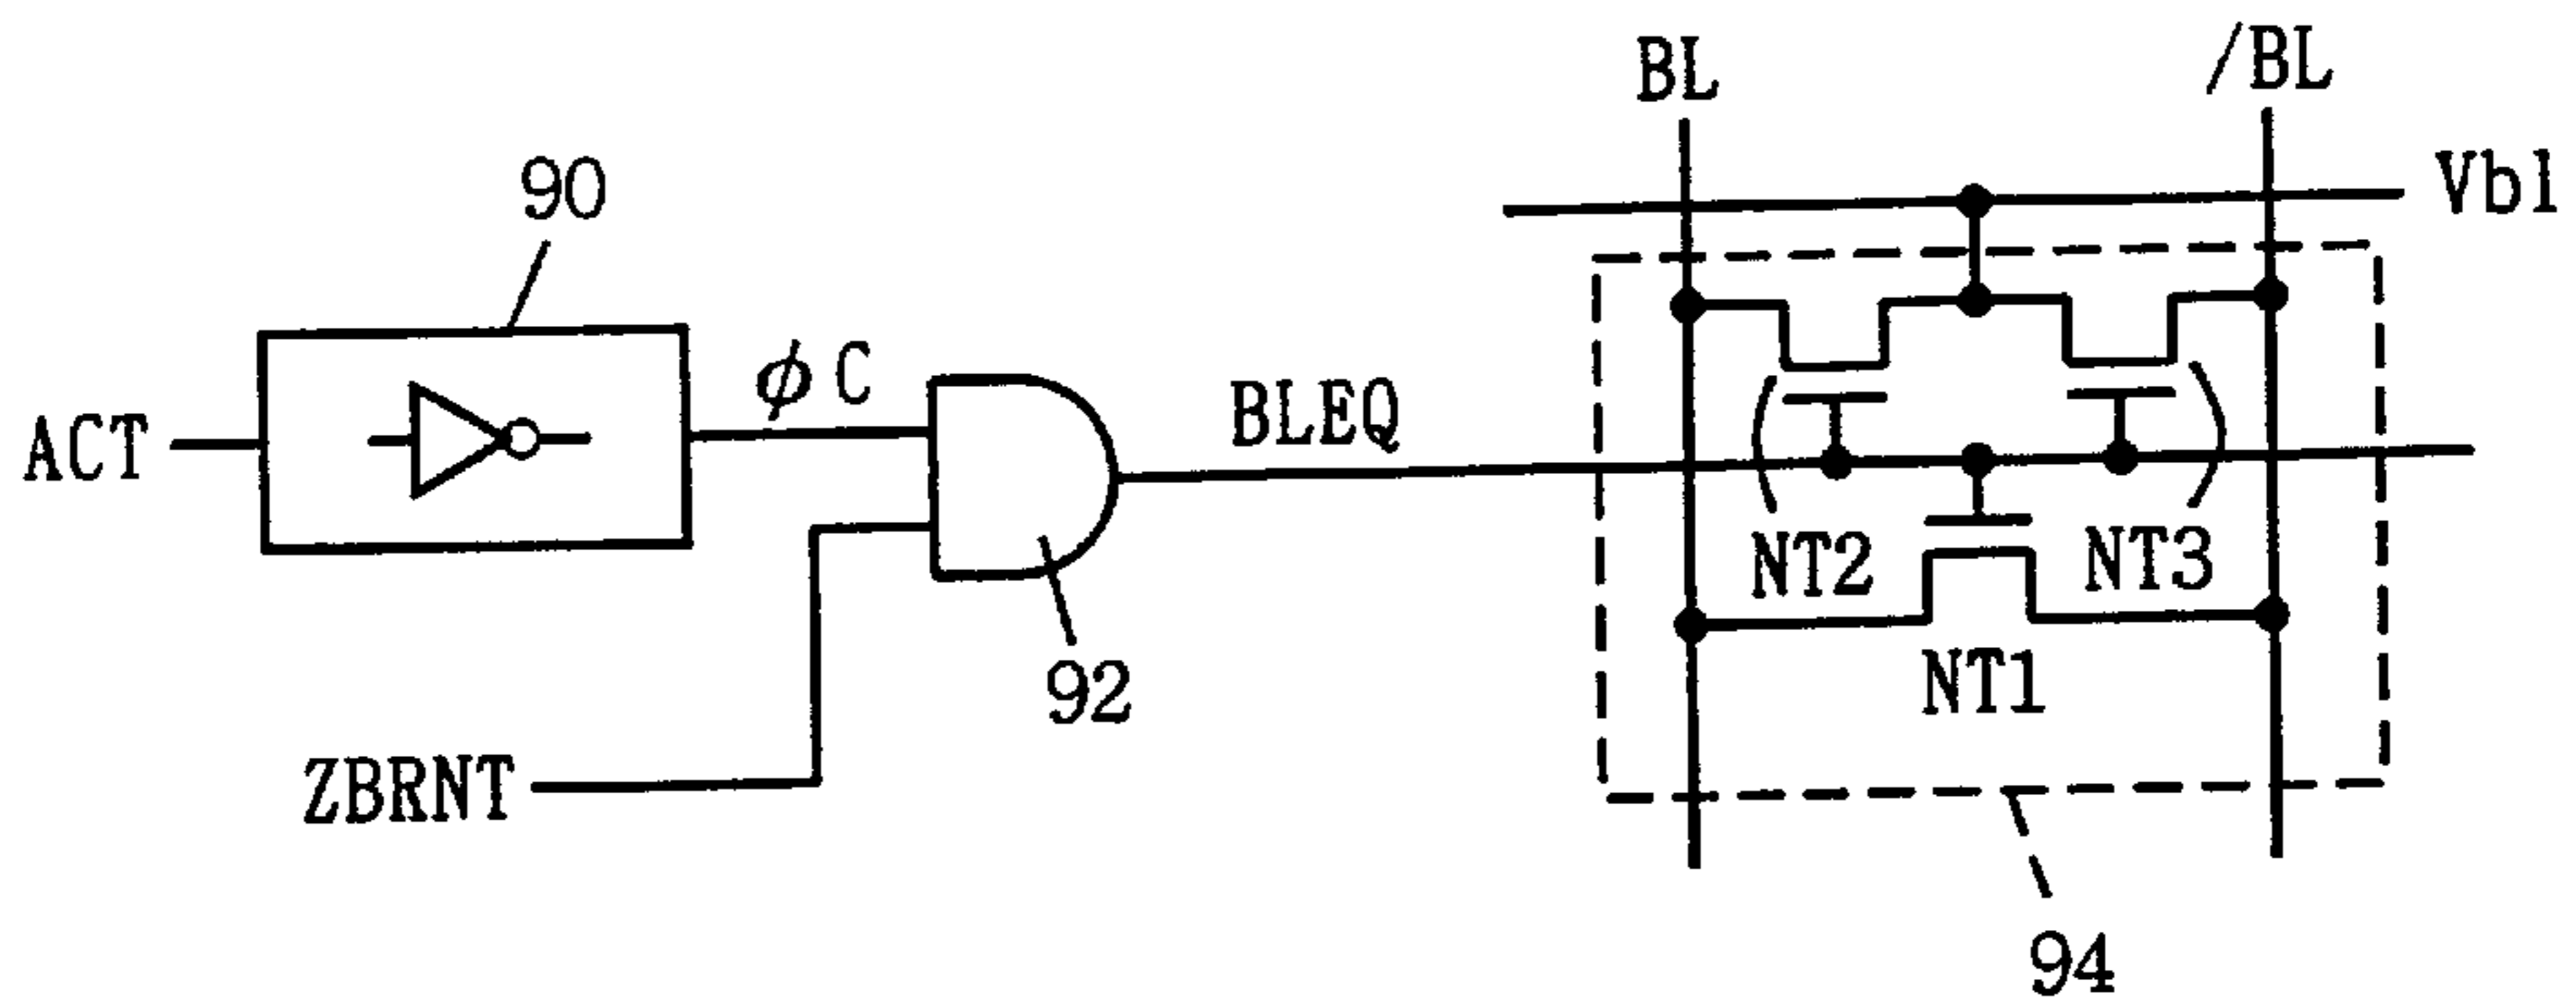 BL
/BL
Vbl
90
ACT
φC
BLEQ
NT2
NT3
92
NT1
ZBRNT
94